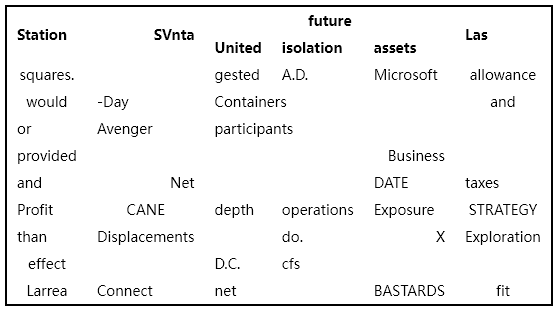 future
Station SVnta Las
United isolation assets
squares. gested A.D. Microsoft allowance
would -Day Containers and
or Avenger participants
provided Business
and Net DATE taxes
Profit CANE depth operations Exposure STRATEGY
than Displacements do. X Exploration
effect D.C. cfs
Larrea Connect net BASTARDS fit